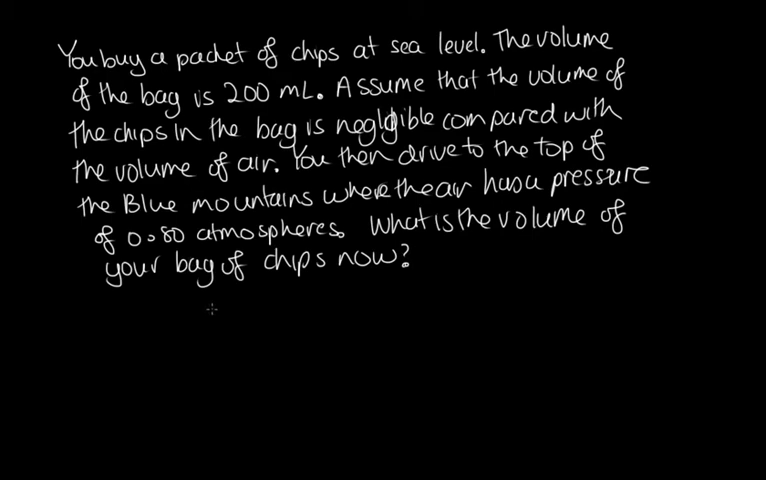 You buy a packet of chips at sea level. The volume
of the bag is 200 mL. Assume that the volume of
the chips in the bag is negligible compared with
the volume of air. You then drive to the top of
the Blue mountains where the air has a pressure
of 0.80 atmospheres. What is the volume of
your bag of chips now?